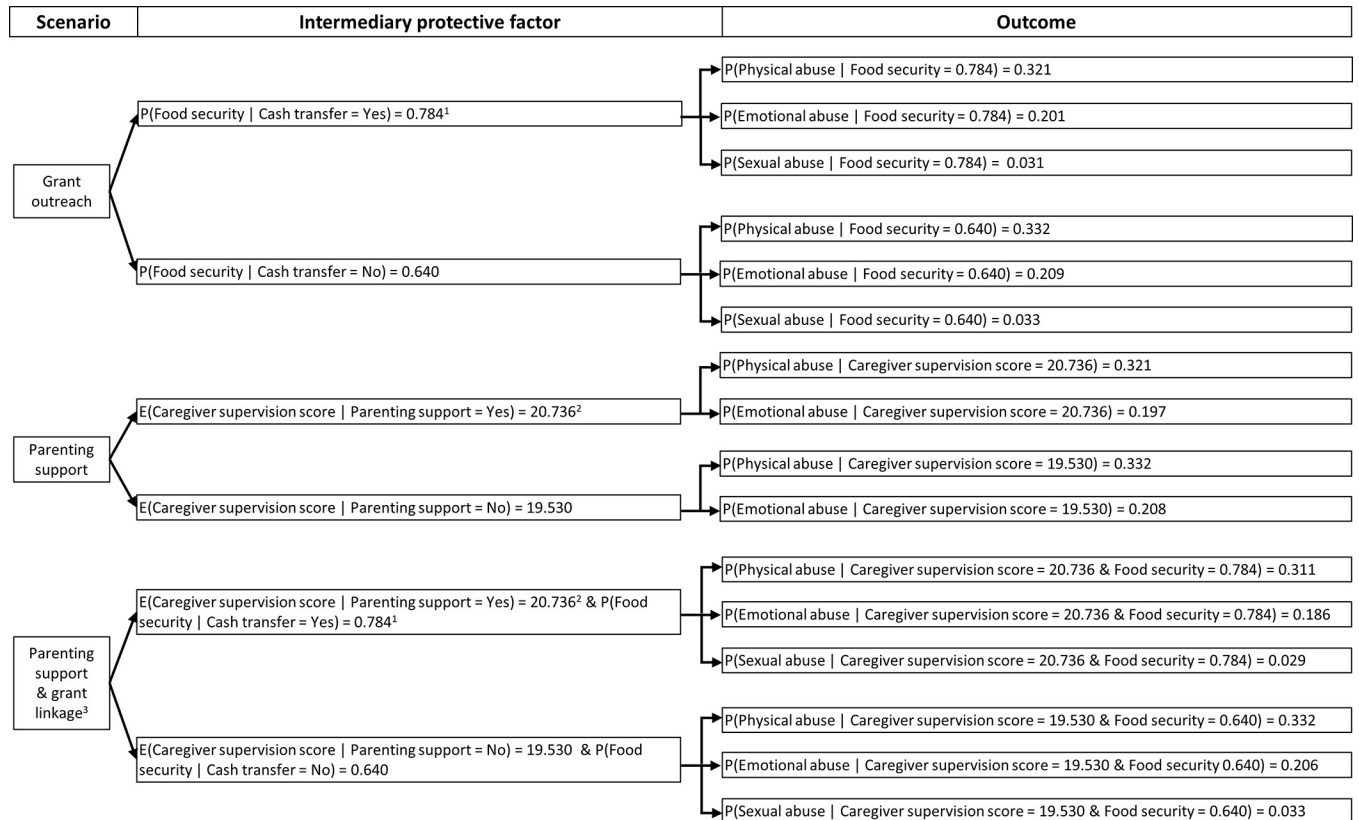 Scenario
Intermediary protective factor
Outcome
Grant
outreach
P(Food security | Cash transfer = Yes) = 0.784¹
P(Physical abuse | Food security = 0.784) = 0.321
P(Emotional abuse | Food security = 0.784) = 0.201
P(Sexual abuse | Food security = 0.784) = 0.031
P(Food security | Cash transfer = No) = 0.640
P(Physical abuse | Food security = 0.640) = 0.332
P(Emotional abuse | Food security = 0.640) = 0.209
P(Sexual abuse | Food security = 0.640) = 0.033
Parenting
support
E(Caregiver supervision score | Parenting support = Yes) = 20.736²
P(Physical abuse | Caregiver supervision score = 20.736) = 0.321
P(Emotional abuse | Caregiver supervision score = 20.736) = 0.197
E(Caregiver supervision score | Parenting support = No) = 19.530
P(Physical abuse | Caregiver supervision score = 19.530) = 0.332
P(Emotional abuse | Caregiver supervision score = 19.530) = 0.208
Parenting
support
& grant
linkage³
E(Caregiver supervision score | Parenting support = Yes) = 20.736² & P(Food
security | Cash transfer = Yes) = 0.784¹
P(Physical abuse | Caregiver supervision score = 20.736 & Food security = 0.784) = 0.311
P(Emotional abuse | Caregiver supervision score = 20.736 & Food security = 0.784) = 0.186
P(Sexual abuse | Caregiver supervision score = 20.736 & Food security = 0.784) = 0.029
E(Caregiver supervision score | Parenting support = No) = 19.530 & P(Food
security | Cash transfer = No) = 0.640
P(Physical abuse | Caregiver supervision score = 19.530 & Food security = 0.640) = 0.332
P(Emotional abuse | Caregiver supervision score = 19.530 & Food security 0.640) = 0.206
P(Sexual abuse | Caregiver supervision score = 19.530 & Food security = 0.640) = 0.033